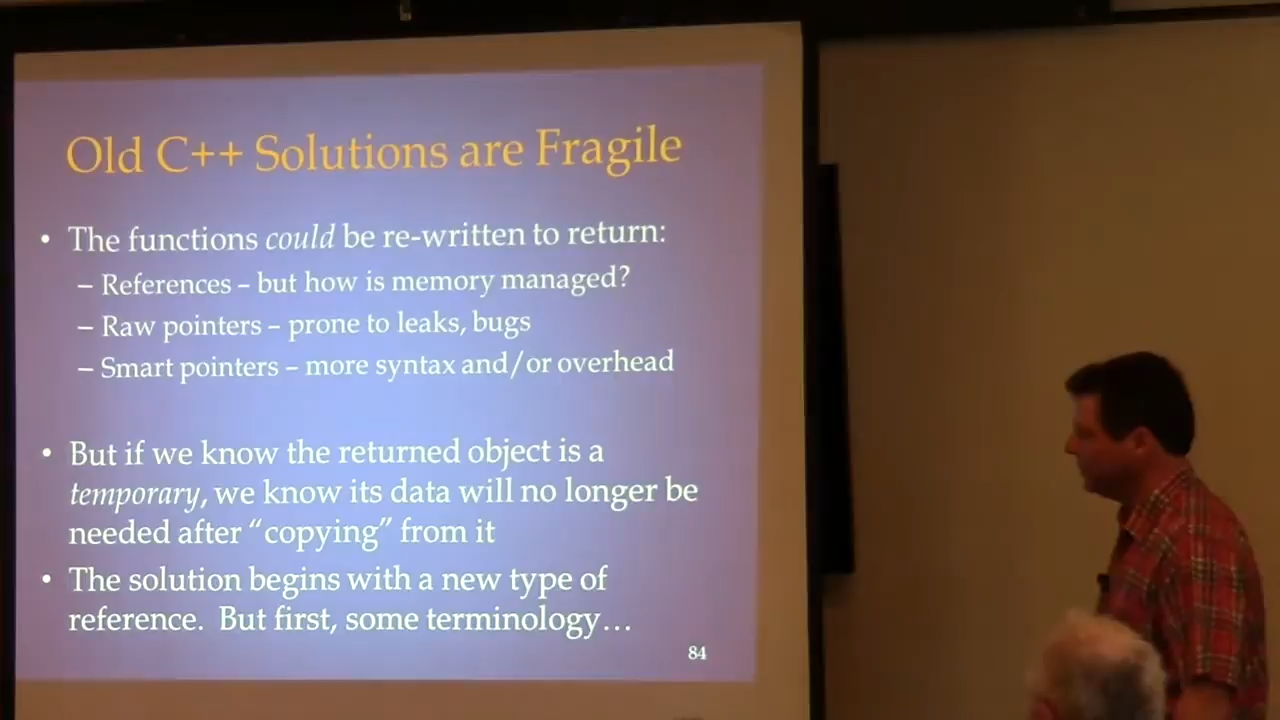 Old C++ Solutions are Fragile
• The functions could be re-written to return:
– References – but how is memory managed?
– Raw pointers – prone to leaks, bugs
– Smart pointers – more syntax and/or overhead
• But if we know the returned object is a
temporary, we know its data will no longer be
needed after “copying” from it
• The solution begins with a new type of
reference. But first, some terminology…
84